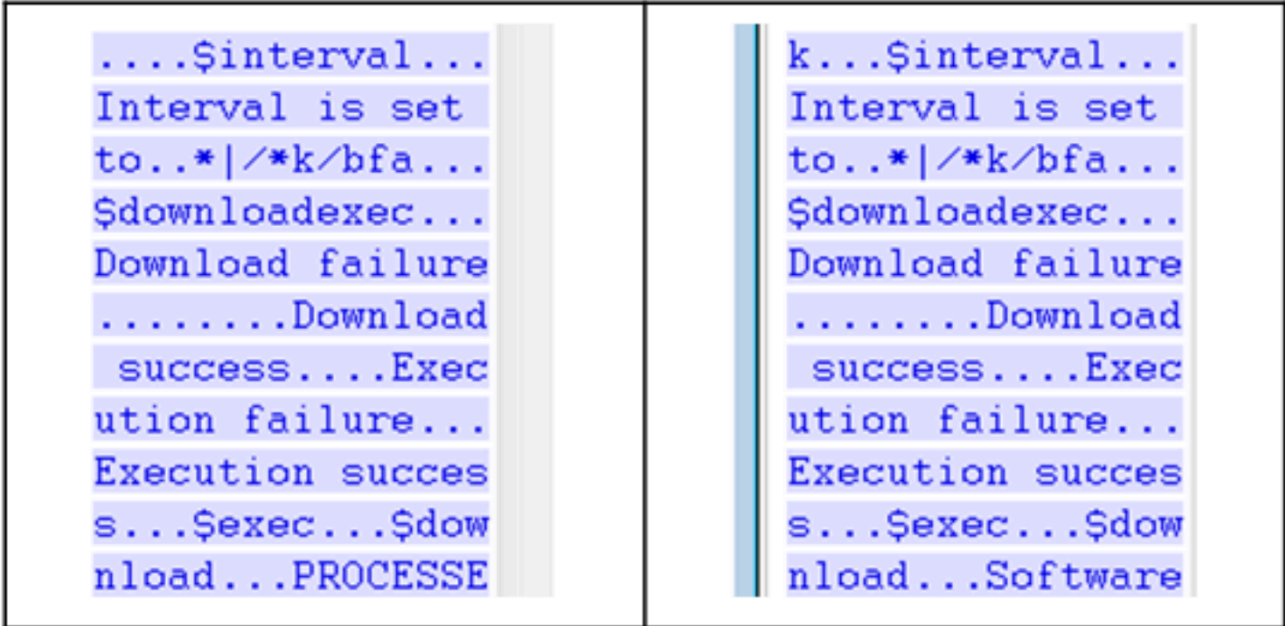 ....$interval...
Interval is set 
to..*|/*k/bfa...
$downloadexec...
Download failure
........Download
 success....Exec
ution failure...
Execution succes
s...$exec...$dow
nload...PROCESSE
k...$interval...
Interval is set 
to..*|/*k/bfa...
$downloadexec...
Download failure
........Download
 success....Exec
ution failure...
Execution succes
s...$exec...$dow
nload...Software